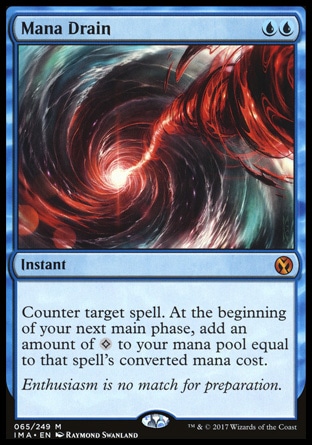 Mana Drain
Instant
Counter target spell. At the beginning
of your next main phase, add an
amount of ◇ to your mana pool equal
to that spell's converted mana cost.
Enthusiasm is no match for preparation.
065/249 M
IMA • EN Raymond Swanland
™ & © 2017 Wizards of the Coast